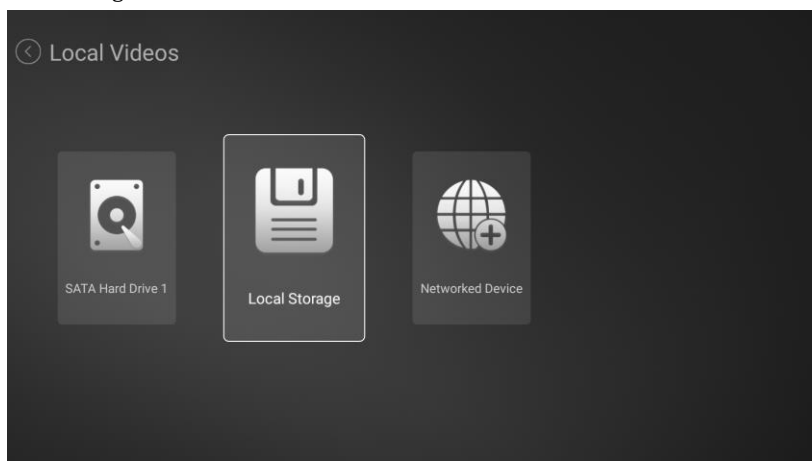 Local Videos
SATA Hard Drive 1
Local Storage
Networked Device